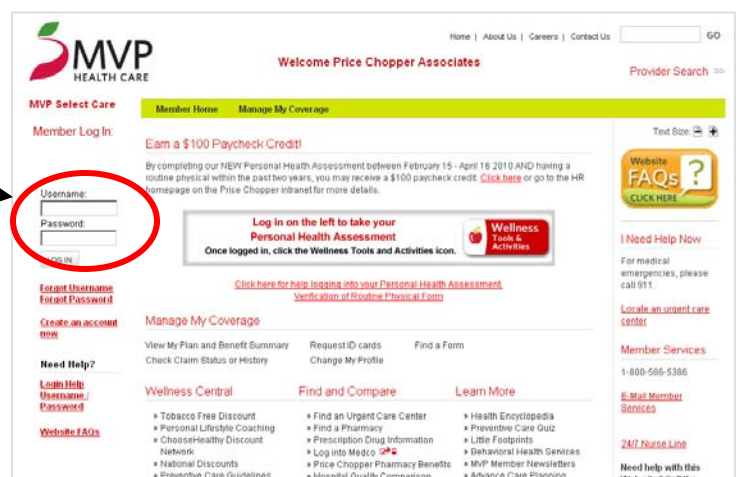 MVP
HEALTH CARE
Home | About Us | Careers | Contact Us
GO
Welcome Price Chopper Associates
Provider Search >>
MVP Select Care
Member Home Manage My Coverage
Member Log In:
Username:
Password:
LOG IN
Forgot Username
Forgot Password
Create an account
now
Need Help?
Login Help
Username /
Password
Website FAQs
Earn a $100 Paycheck Credit!
By completing our NEW Personal Health Assessment between February 15 - April 16 2010 AND having a
routine physical within the past two years, you may receive a $100 paycheck credit. Click here or go to the HR
homepage on the Price Chopper intranet for more details.
Log in on the left to take your
Personal Health Assessment
Once logged in, click the Wellness Tools and Activities icon.
Wellness
Tools &
Activities
Click here for help logging into your Personal Health Assessment.
Verification of Routine Physical Form
Manage My Coverage
View My Plan and Benefit Summary Request ID cards Find a Form
Check Claim Status or History Change My Profile
Wellness Central
» Tobacco Free Discount
» Personal Lifestyle Coaching
» ChooseHealthy Discount
Network
» National Discounts
» Preventive Care Guidelines
Find and Compare
» Find an Urgent Care Center
» Find a Pharmacy
» Prescription Drug Information
» Log into Medco
» Price Chopper Pharmacy Benefits
» Hospital Quality Comparison
Learn More
» Health Encyclopedia
» Preventive Care Quiz
» Little Footprints
» Behavioral Health Services
» MVP Member Newsletters
» Advance Care Planning
Text Size:
Website
FAQs ?
CLICK HERE
I Need Help Now
For medical
emergencies, please
call 911.
Locate an urgent care
center
Member Services
1-800-586-5386
E-Mail Member
Services
24/7 Nurse Line
Need help with this